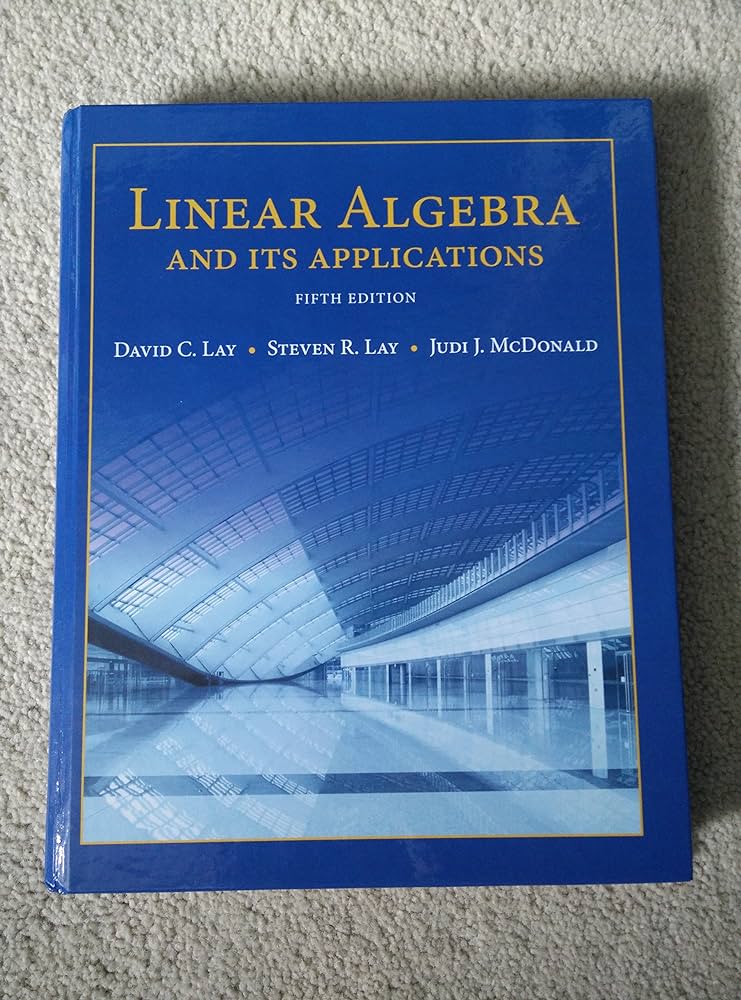 LINEAR ALGEBRA
AND ITS APPLICATIONS
FIFTH EDITION
DAVID C. LAY • STEVEN R. LAY • JUDI J. MCDONALD